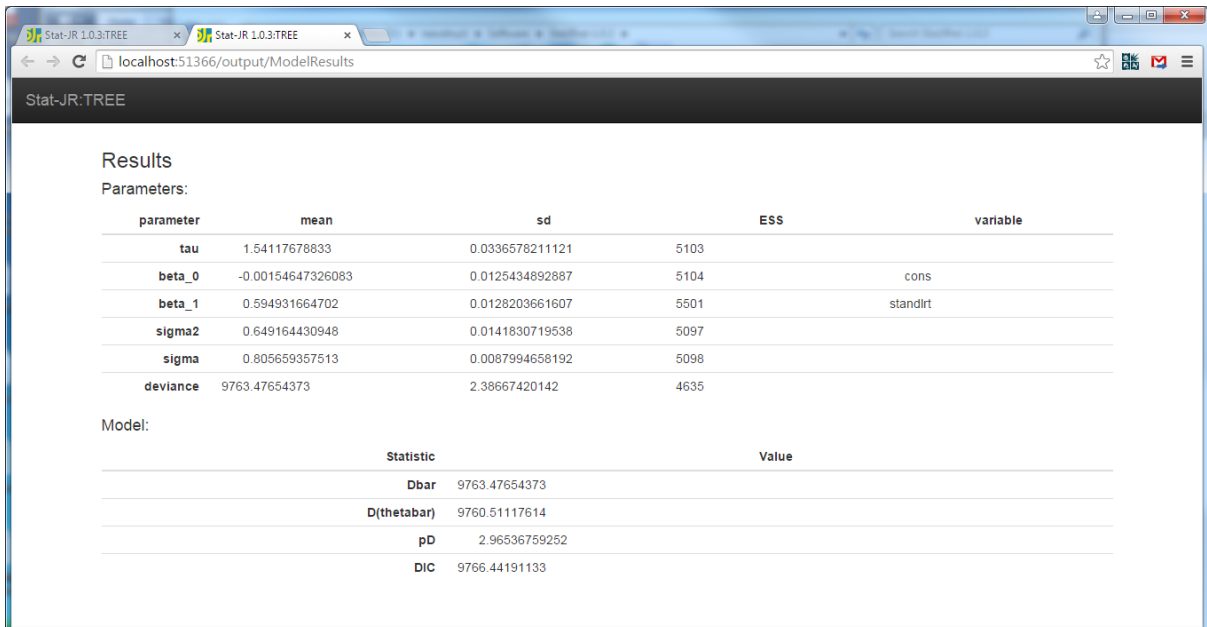 Stat-JR 1.0.3:TREE
Stat-JR 1.0.3:TREE
localhost:51366/output/ModelResults
Stat-JR:TREE
Results
Parameters:
parameter mean sd ESS variable
tau 1.54117678833 0.0336578211121 5103
beta_0 -0.00154647326083 0.0125434892887 5104 cons
beta_1 0.594931664702 0.0128203661607 5501 standlrt
sigma2 0.649164430948 0.0141830719538 5097
sigma 0.805659357513 0.0087994658192 5098
deviance 9763.47654373 2.38667420142 4635
Model:
Statistic Value
Dbar 9763.47654373
D(thetabar) 9760.51117614
pD 2.96536759252
DIC 9766.44191133